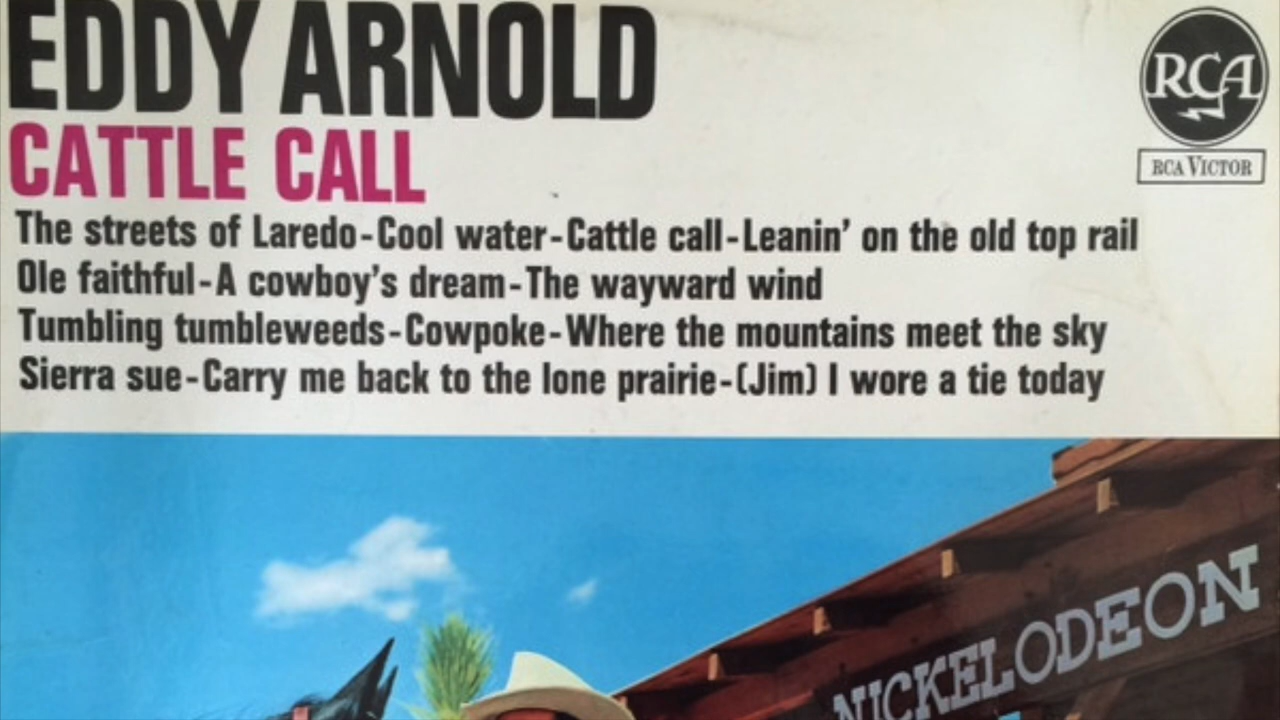 EDDY ARNOLD
CATTLE CALL
The streets of Laredo-Cool water-Cattle call-Leanin' on the old top rail
Ole faithful-A cowboy's dream-The wayward wind
Tumbling tumbleweeds-Cowpoke-Where the mountains meet the sky
Sierra sue-Carry me back to the lone prairie-(Jim) I wore a tie today
RCA
RCA VICTOR
NICKELODEON